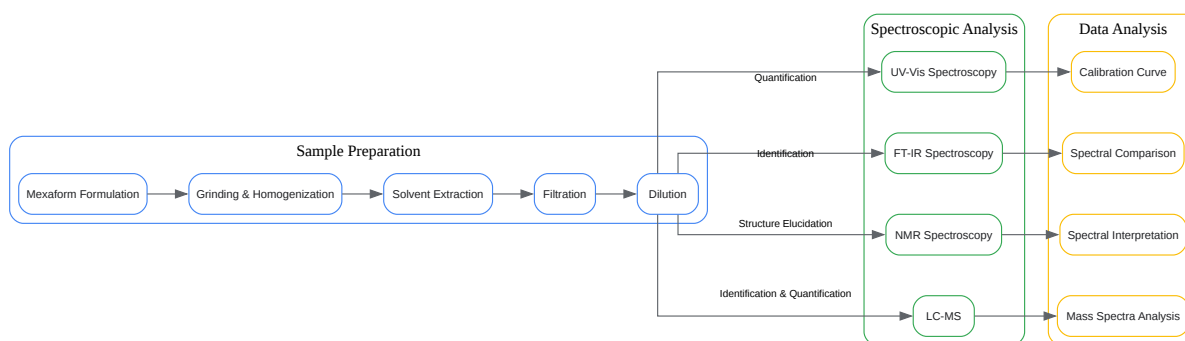 Spectroscopic Analysis
Data Analysis
UV-Vis Spectroscopy
Calibration Curve
Quantification
Sample Preparation
Identification
FT-IR Spectroscopy
Spectral Comparison
Mexaform Formulation
Grinding & Homogenization
Solvent Extraction
Filtration
Dilution
Structure Elucidation
NMR Spectroscopy
Spectral Interpretation
Identification & Quantification
LC-MS
Mass Spectra Analysis